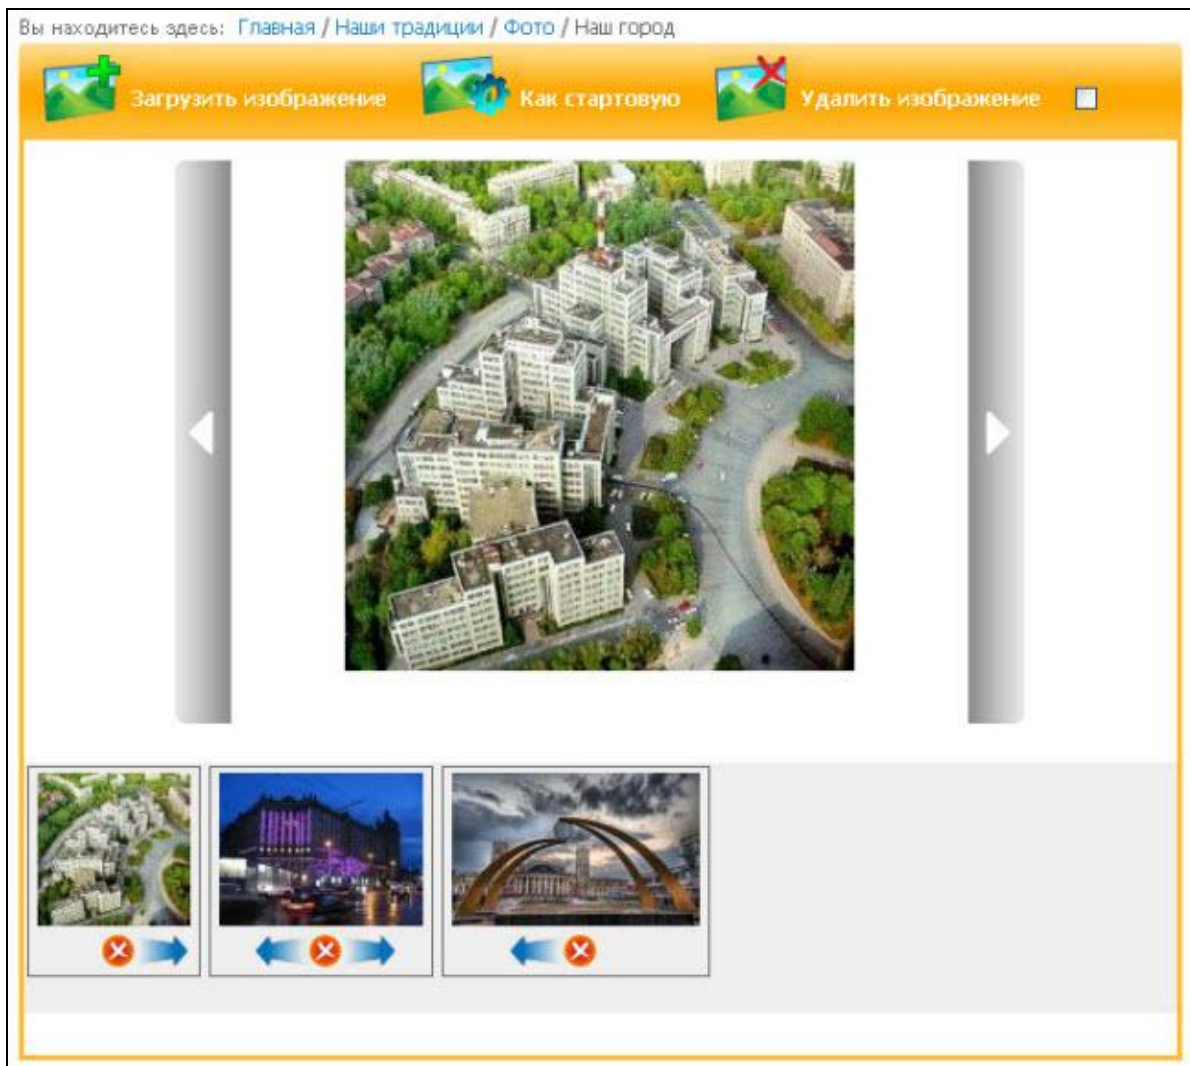 Вы находитесь здесь: Главная / Наши традиции / Фото / Наш город
Загрузить изображение Как стартовую Удалить изображение